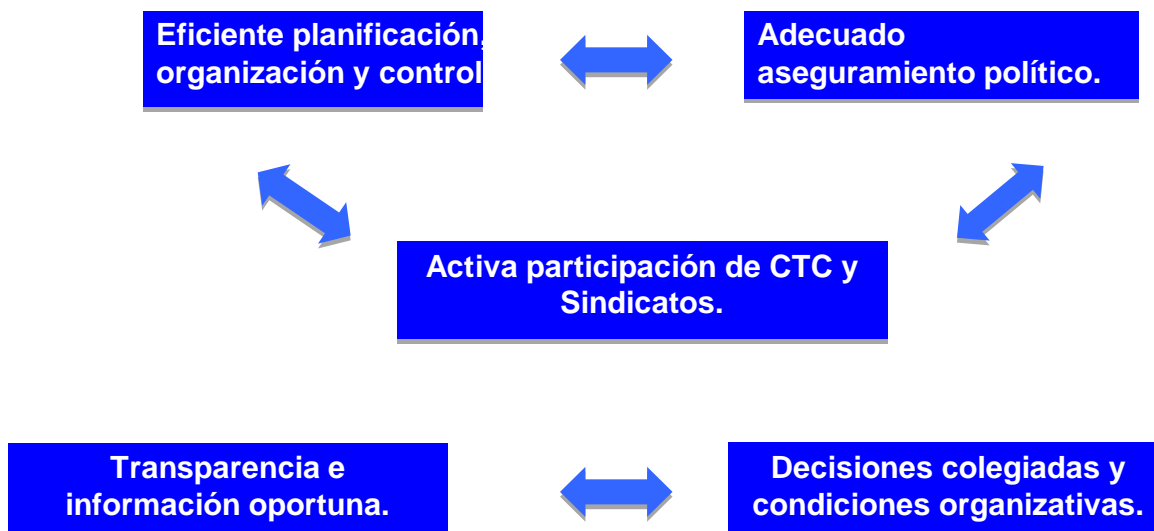 Eficiente planificación,
organización y control
Adecuado
aseguramiento político.
Activa participación de CTC y
Sindicatos.
Transparencia e
información oportuna.
Decisiones colegiadas y
condiciones organizativas.